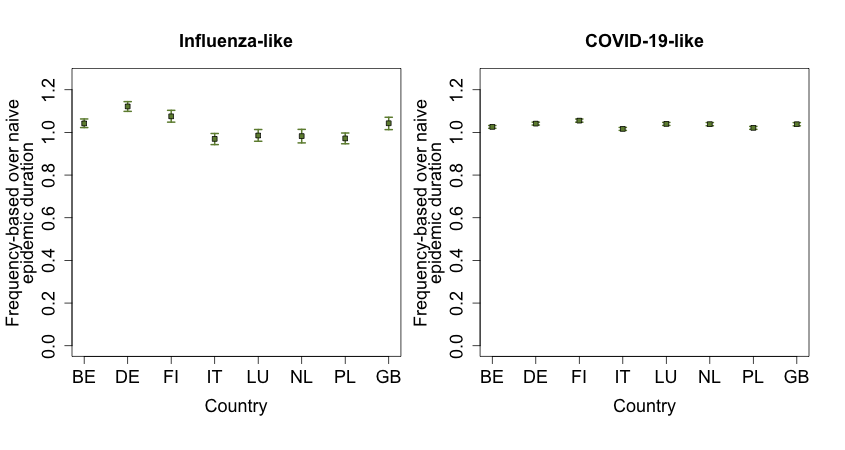 Influenza-like
Frequency-based over naive
epidemic duration
1.2
1.0
0.8
0.6
0.4
0.2
0.0
BE DE FI IT LU NL PL GB
Country
COVID-19-like
Frequency-based over naive
epidemic duration
1.2
1.0
0.8
0.6
0.4
0.2
0.0
BE DE FI IT LU NL PL GB
Country